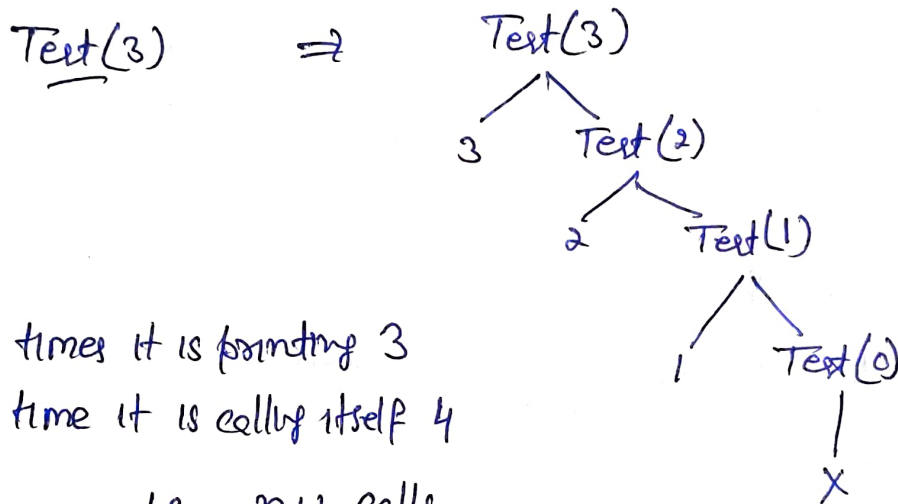 Test(3) ⇒ Test(3)
3 Test(2)
2 Test(1)
1 Test(0)
X
times it is printing 3
time it is calling itself 4
calls